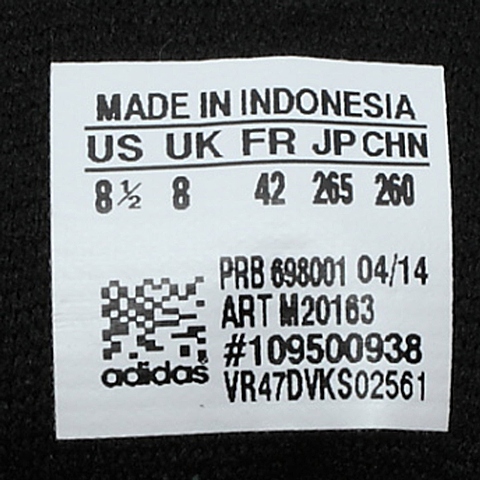 MADE IN INDONESIA
US UK FR JP CHN
8½ 8 42 265 260
PRB 698001 04/14
ART M20163
#109500938
adidas VR47DVKS02561